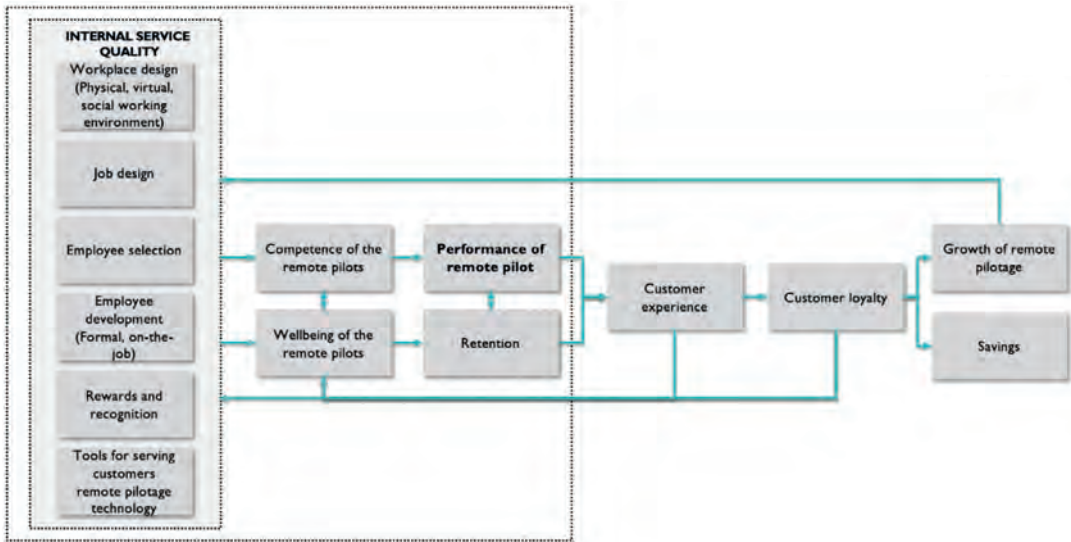 INTERNAL SERVICE
QUALITY
Workplace design
(Physical, virtual,
social working
environment)
Job design
Employee selection
Employee
development
(Formal, on-the-
job)
Rewards and
recognition
Tools for serving
customers
remote pilotage
technology
Competence of the
remote pilots
Wellbeing of the
remote pilots
Performance of
remote pilot
Retention
Customer
experience
Customer loyalty
Growth of remote
pilotage
Savings